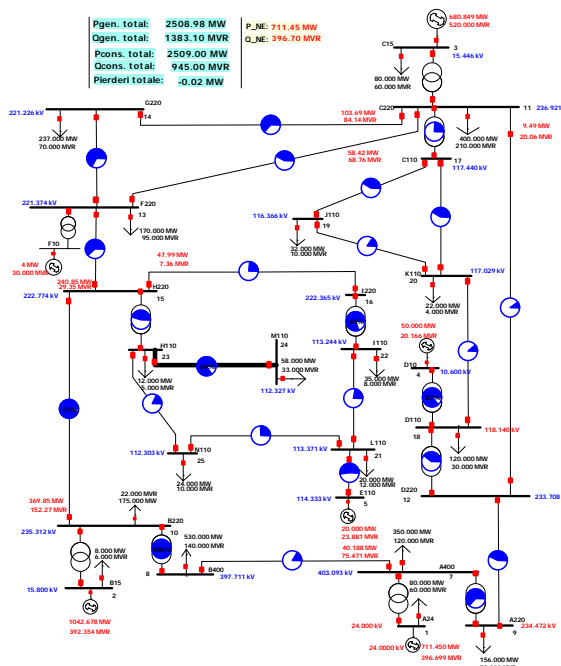 Pgen. total: 2508.98 MW
Qgen. total: 1383.10 MVR
Pcons. total: 2509.00 MW
Qcons. total: 945.00 MVR
Pierderi totale: -0.02 MW
P_NE: 711.45 MW
Q_NE: 396.70 MVR
680.849 MW
520.000 MVR
C15
3
15.446 kV
80.000 MW
60.000 MVR
G220
221.226 kV
14
237.000 MW
70.000 MVR
103.69 MW
84.14 MVR
C220
11
236.921
400.000 MW
210.000 MVR
9.49 MW
20.06 MVR
58.42 MW
68.76 MVR
C110
17
117.440 kV
221.374 kV
F220
13
170.000 MW
95.000 MVR
F10
4 MW
30.000 MVR
116.366 kV
J110
19
32.000 MW
10.000 MVR
47.99 MW
7.36 MVR
240.85 MW
29.35 MVR
222.774 kV
H220
15
222.365 kV
I220
16
K110
20
117.029 kV
22.000 MW
4.000 MVR
M110
24
58.000 MW
33.000 MVR
112.327 kV
H110
23
12.000 MW
5.000 MVR
113.244 kV
I110
22
35.000 MW
8.000 MVR
50.000 MW
20.166 MVR
D10
4
10.600 kV
D110
18
118.140 kV
120.000 MW
30.000 MVR
112.303 kV
N110
25
24.000 MW
10.000 MVR
113.371 kV
L110
21
20.000 MW
12.000 MVR
114.333 kV
E110
5
20.000 MW
23.881 MVR
D220
12
233.708
369.85 MW
152.27 MVR
22.000 MW
175.000 MVR
235.312 kV
B220
10
530.000 MW
140.000 MVR
8.000 MW
6.000 MVR
15.800 kV
B15
2
1042.678 MW
392.354 MVR
8
B400
397.711 kV
40.188 MW
75.471 MVR
350.000 MW
120.000 MVR
403.093 kV
A400
7
80.000 MW
60.000 MVR
24.000 kV
A24
1
24.0000 kV
711.450 MW
396.699 MVR
A220
9
234.472 kV
156.000 MW